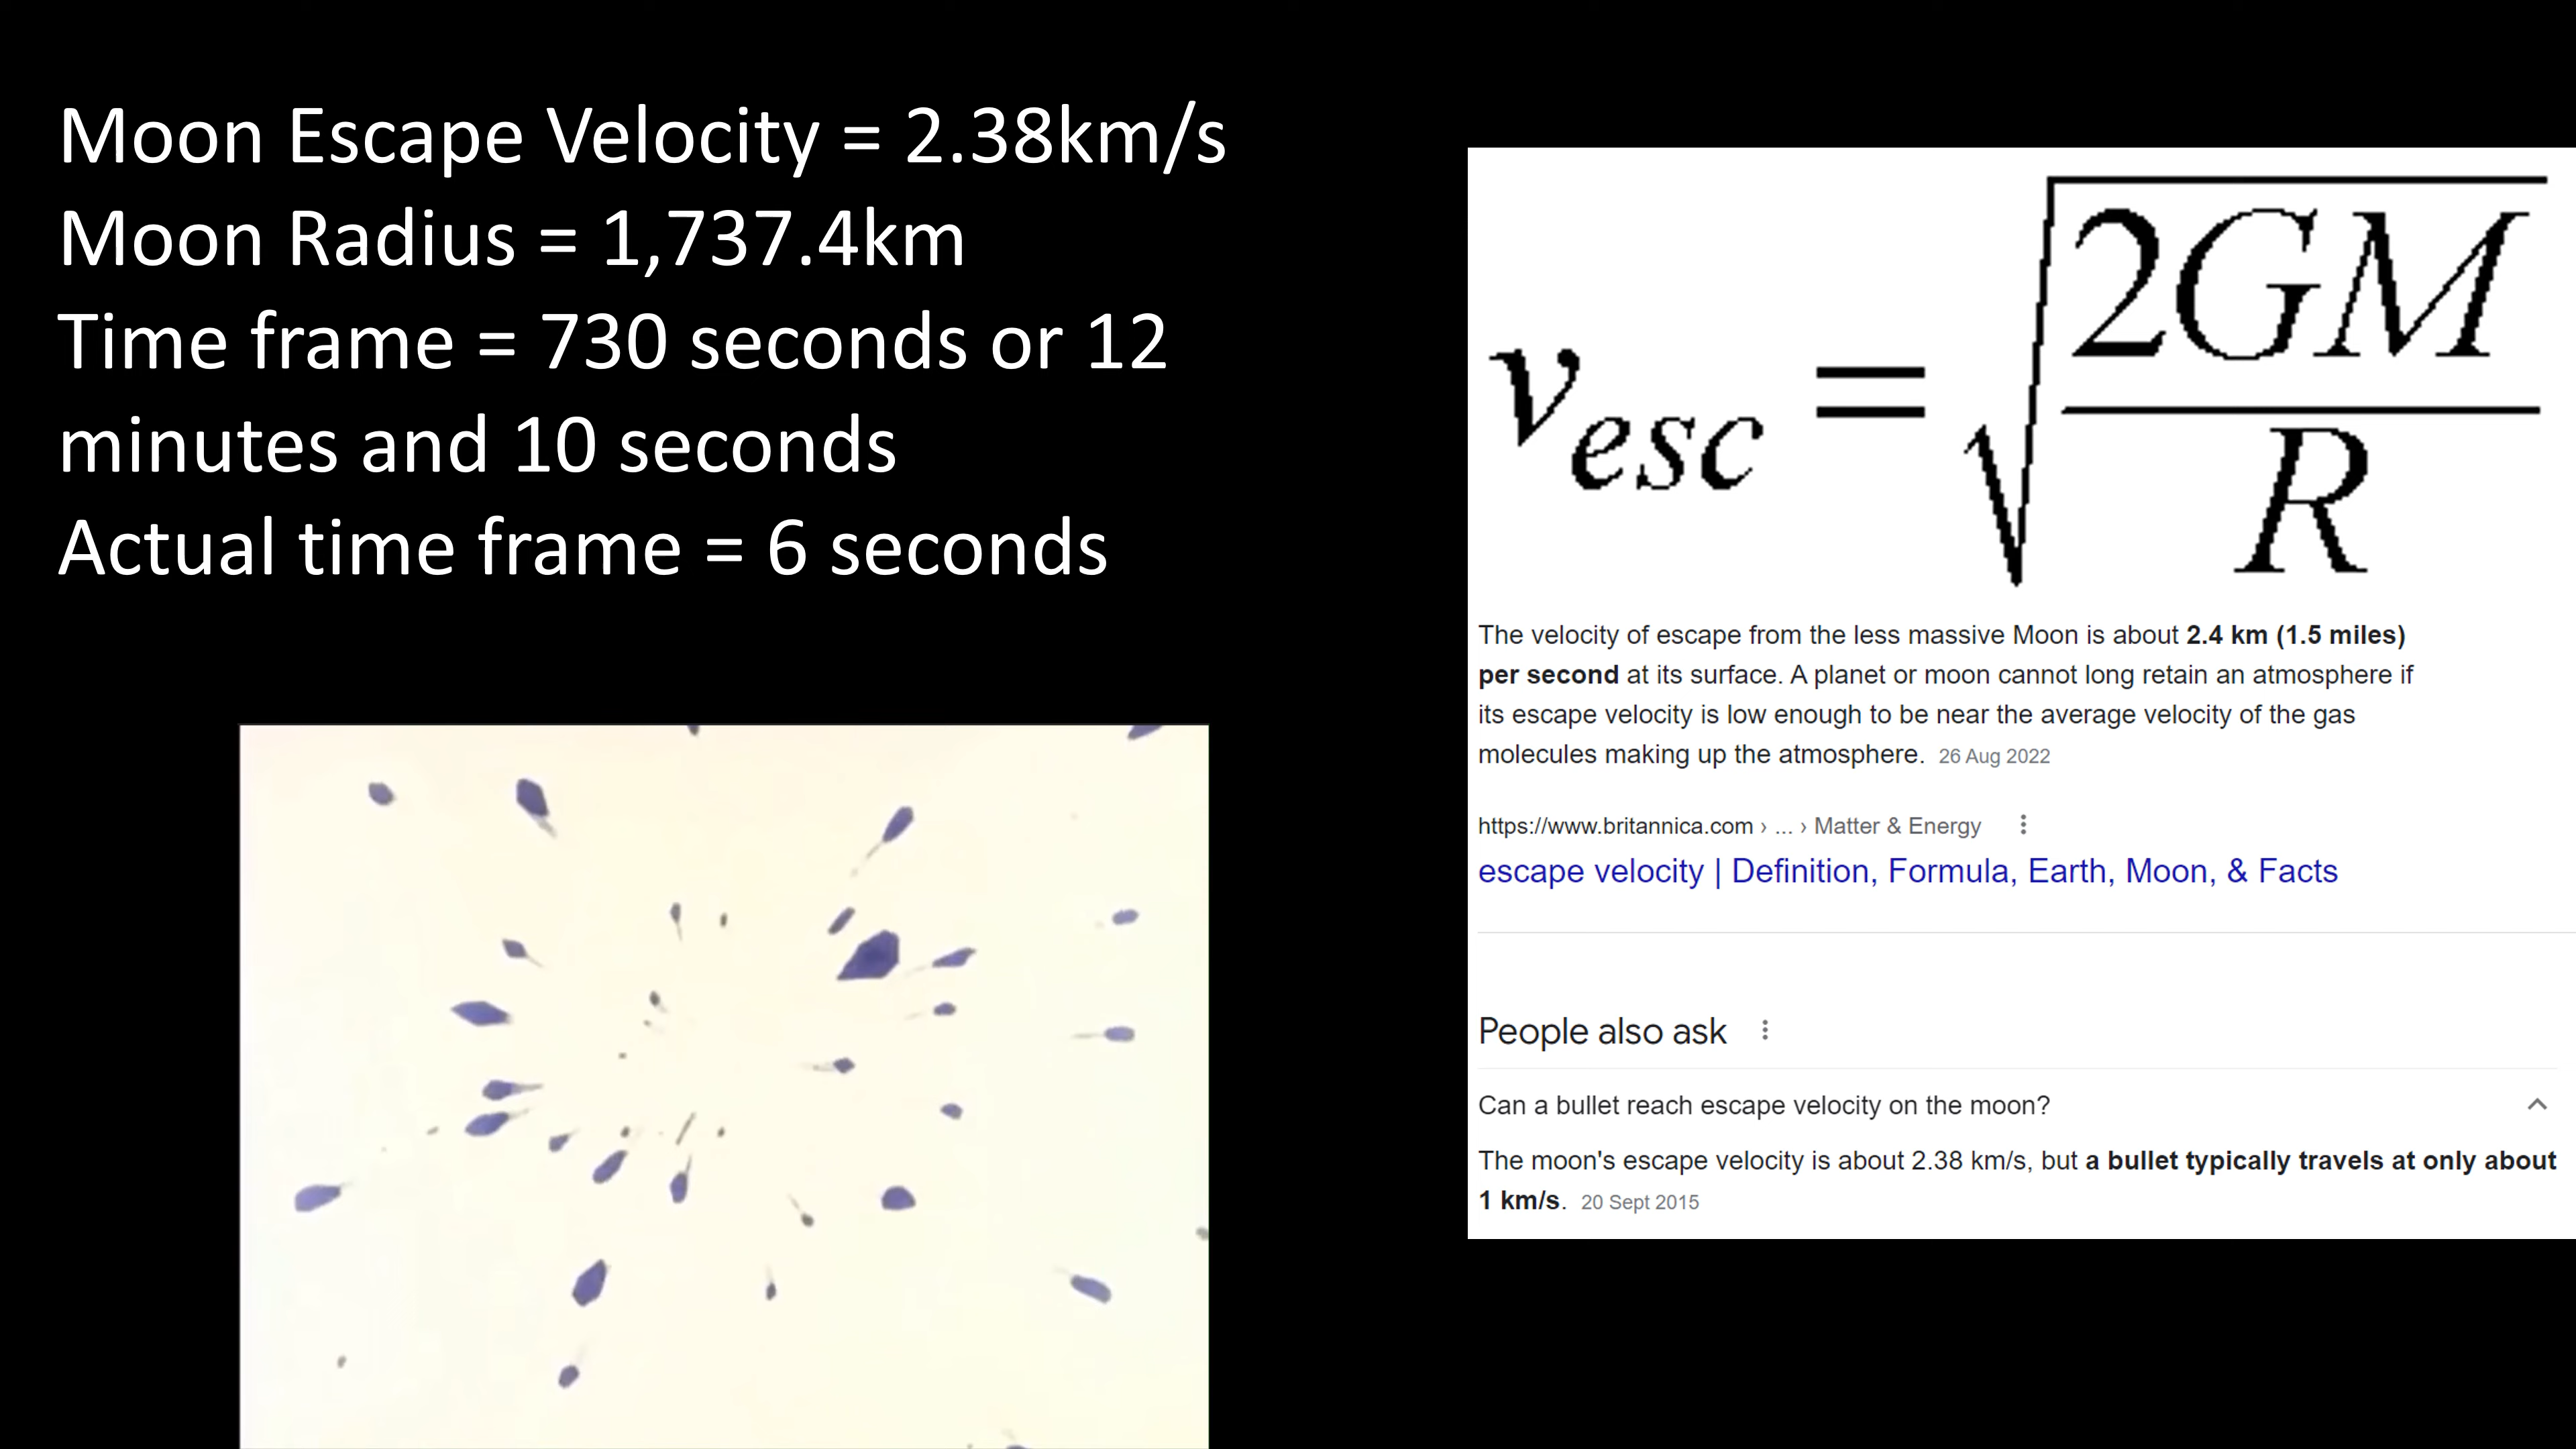 Moon Escape Velocity = 2.38km/s
Moon Radius = 1,737.4km
Time frame = 730 seconds or 12
minutes and 10 seconds
Actual time frame = 6 seconds
v_esc = √(2GM/R)
The velocity of escape from the less massive Moon is about 2.4 km (1.5 miles)
per second at its surface. A planet or moon cannot long retain an atmosphere if
its escape velocity is low enough to be near the average velocity of the gas
molecules making up the atmosphere. 26 Aug 2022
https://www.britannica.com › ... › Matter & Energy
escape velocity | Definition, Formula, Earth, Moon, & Facts
People also ask
Can a bullet reach escape velocity on the moon?
The moon's escape velocity is about 2.38 km/s, but a bullet typically travels at only about
1 km/s. 20 Sept 2015